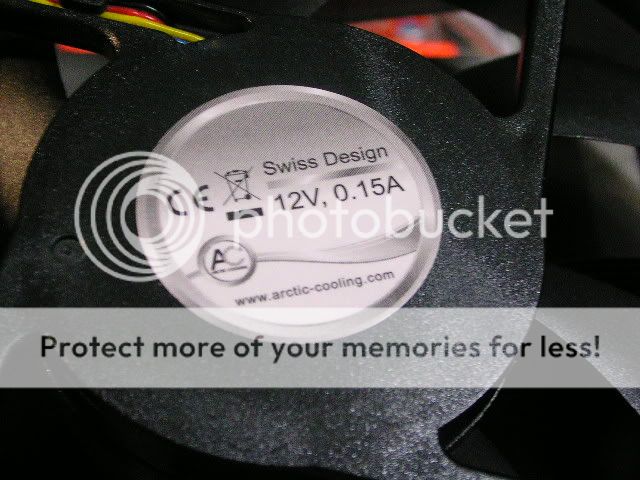 Swiss Design
CE
12V, 0.15A
photobucket
AC
www.arctic-cooling.com
Protect more of your memories for less!